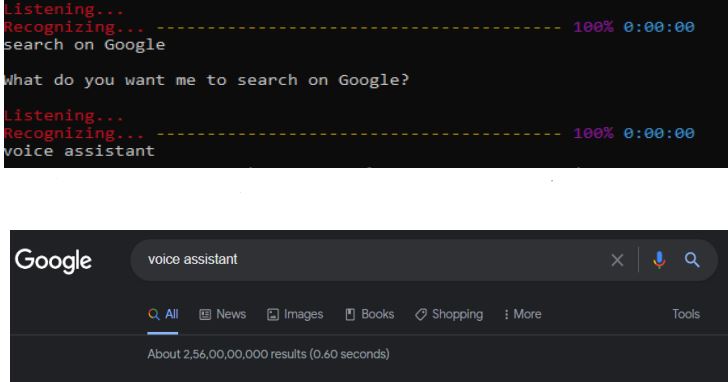 Listening...
Recognizing... ---------------------------------------- 100% 0:00:00
search on Google
What do you want me to search on Google?
Listening...
Recognizing... ---------------------------------------- 100% 0:00:00
voice assistant
Google voice assistant
All News Images Books Shopping More Tools
About 2,56,00,00,000 results (0.60 seconds)